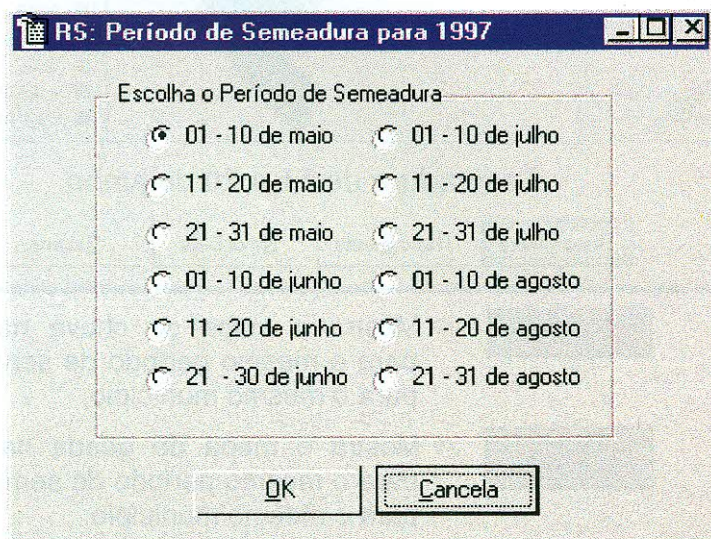 RS: Período de Semeadura para 1997
Escolha o Período de Semeadura
01 - 10 de maio
11 - 20 de maio
21 - 31 de maio
01 - 10 de junho
11 - 20 de junho
21 - 30 de junho
01 - 10 de julho
11 - 20 de julho
21 - 31 de julho
01 - 10 de agosto
11 - 20 de agosto
21 - 31 de agosto
OK
Cancela